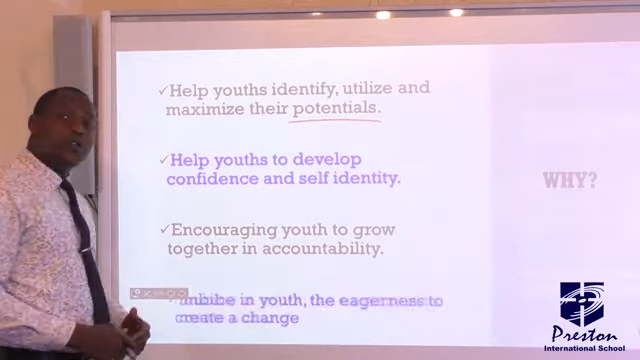 ✓Help youths identify, utilize and
maximize their potentials.
✓Help youths to develop
confidence and self identity.
✓Encouraging youth to grow
together in accountability.
imbibe in youth, the eagerness to
create a change
WHY?
Preston
International School